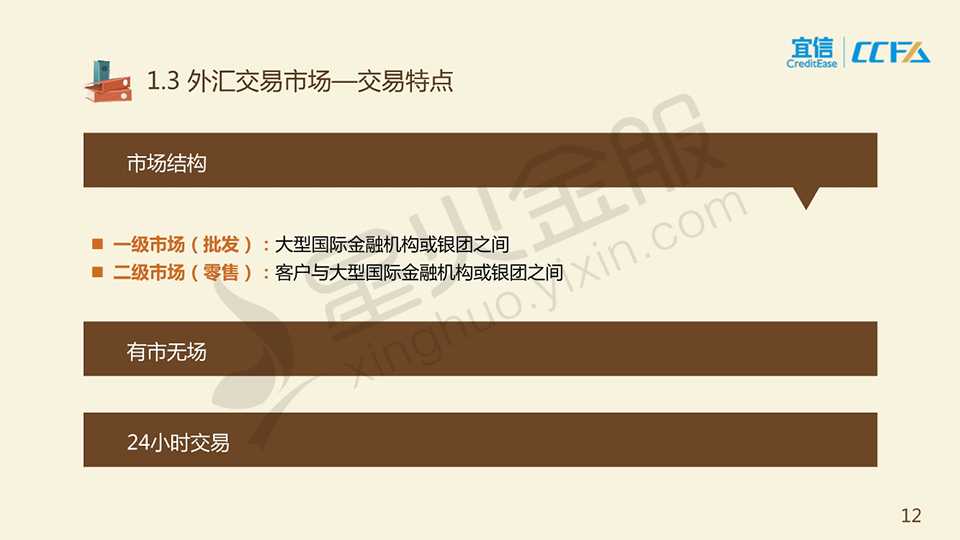 宜信
CreditEase
CCFA
1.3 外汇交易市场—交易特点
市场结构
■ 一级市场（批发）：大型国际金融机构或银团之间
■ 二级市场（零售）：客户与大型国际金融机构或银团之间
有市无场
24小时交易
星火金服
xinghuo.yixin.com
12